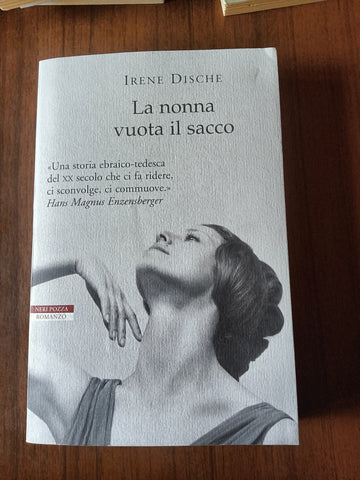 IRENE DISCHE
La nonna
vuota il sacco
«Una storia ebraico-tedesca
del XX secolo che ci fa ridere,
ci sconvolge, ci commuove.»
Hans Magnus Enzensberger
NERI POZZA
ROMANZO